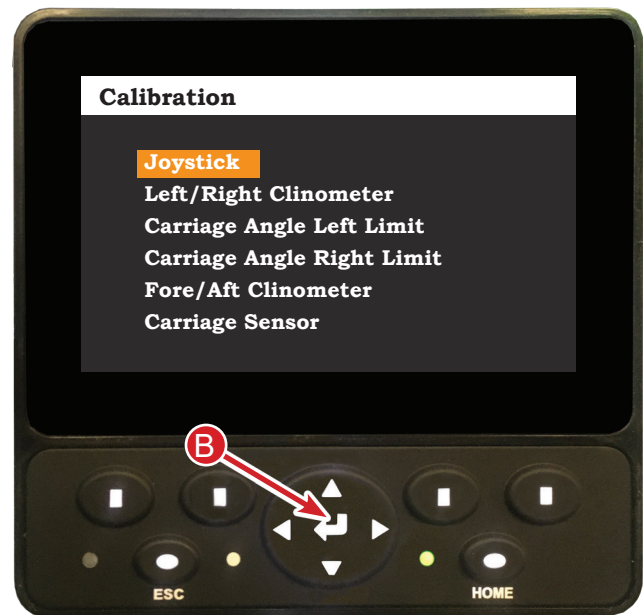 Calibration
Joystick
Left/Right Clinometer
Carriage Angle Left Limit
Carriage Angle Right Limit
Fore/Aft Clinometer
Carriage Sensor
B
ESC
HOME